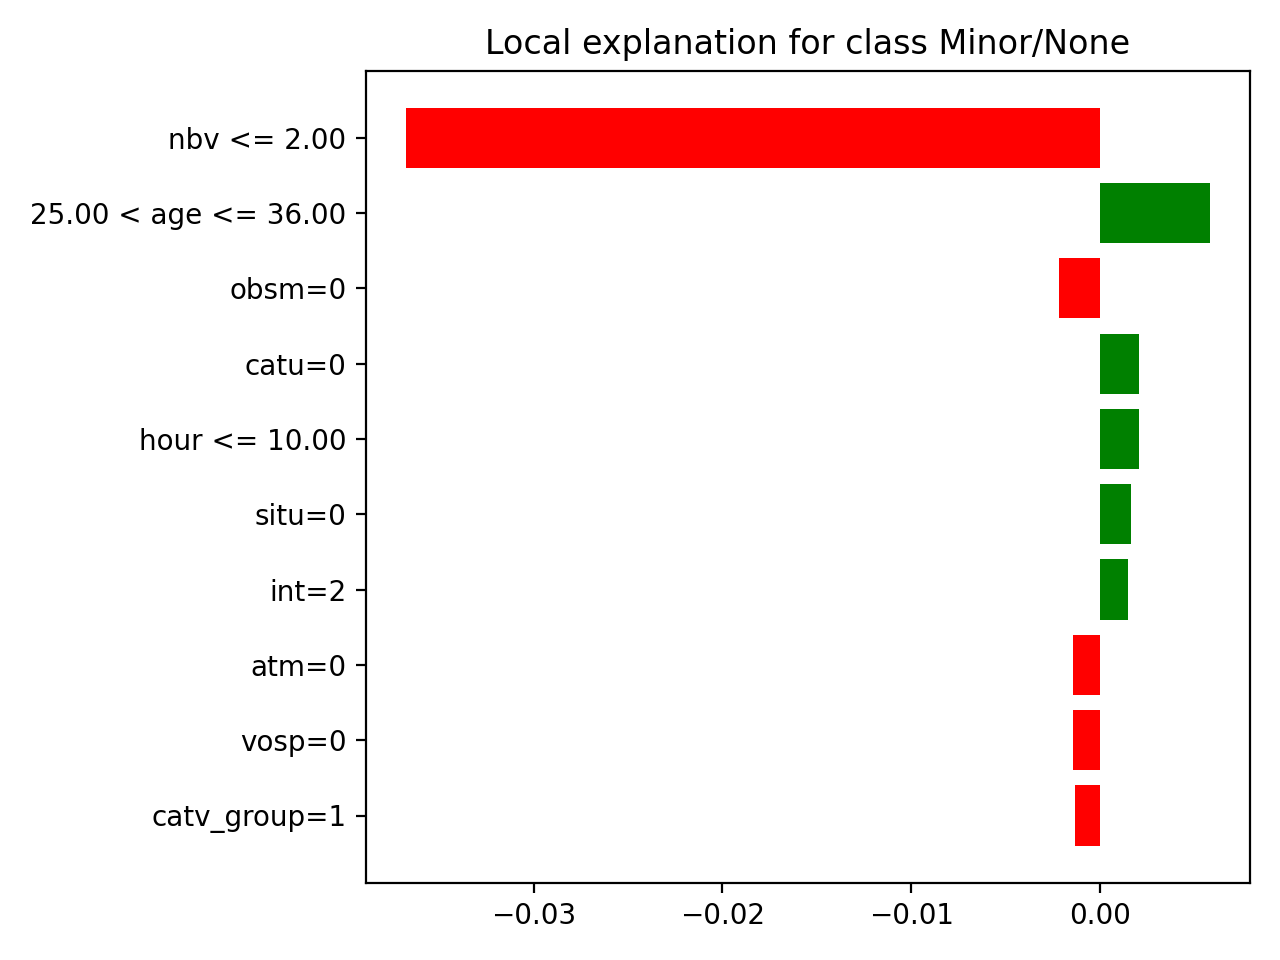 Local explanation for class Minor/None
nbv <= 2.00
25.00 < age <= 36.00
obsm=0
catu=0
hour <= 10.00
situ=0
int=2
atm=0
vosp=0
catv_group=1
−0.03 −0.02 −0.01 0.00